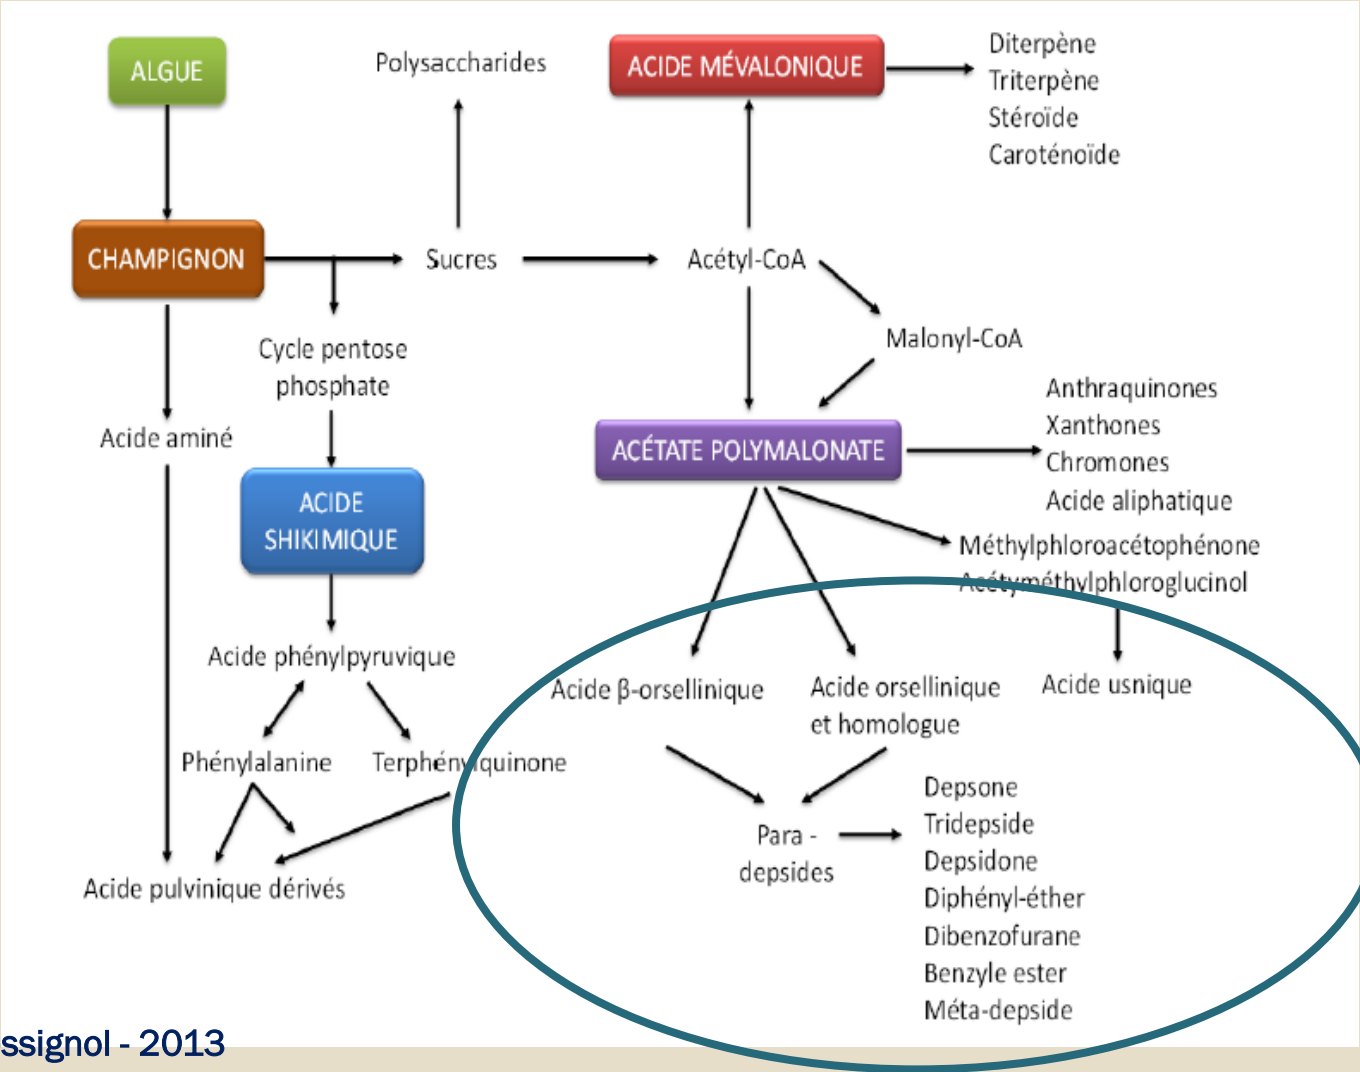 ALGUE
Polysaccharides
ACIDE MÉVALONIQUE
Diterpène
Triterpène
Stéroïde
Caroténoïde
CHAMPIGNON
Sucres
Acétyl-CoA
Malonyl-CoA
Cycle pentose
phosphate
Acide aminé
ACIDE
SHIKIMIQUE
ACÉTATE POLYMALONATE
Anthraquinones
Xanthones
Chromones
Acide aliphatique
Méthylphloroacétophénone
Acétyméthylphloroglucinol
Acide phénylpyruvique
Acide β-orsellinique
Acide orsellinique
et homologue
Acide usnique
Phénylalanine
Terphénylquinone
Para -
depsides
Depsone
Tridepside
Depsidone
Diphényl-éther
Dibenzofurane
Benzyle ester
Méta-depside
Acide pulvinique dérivés
ssignol - 2013